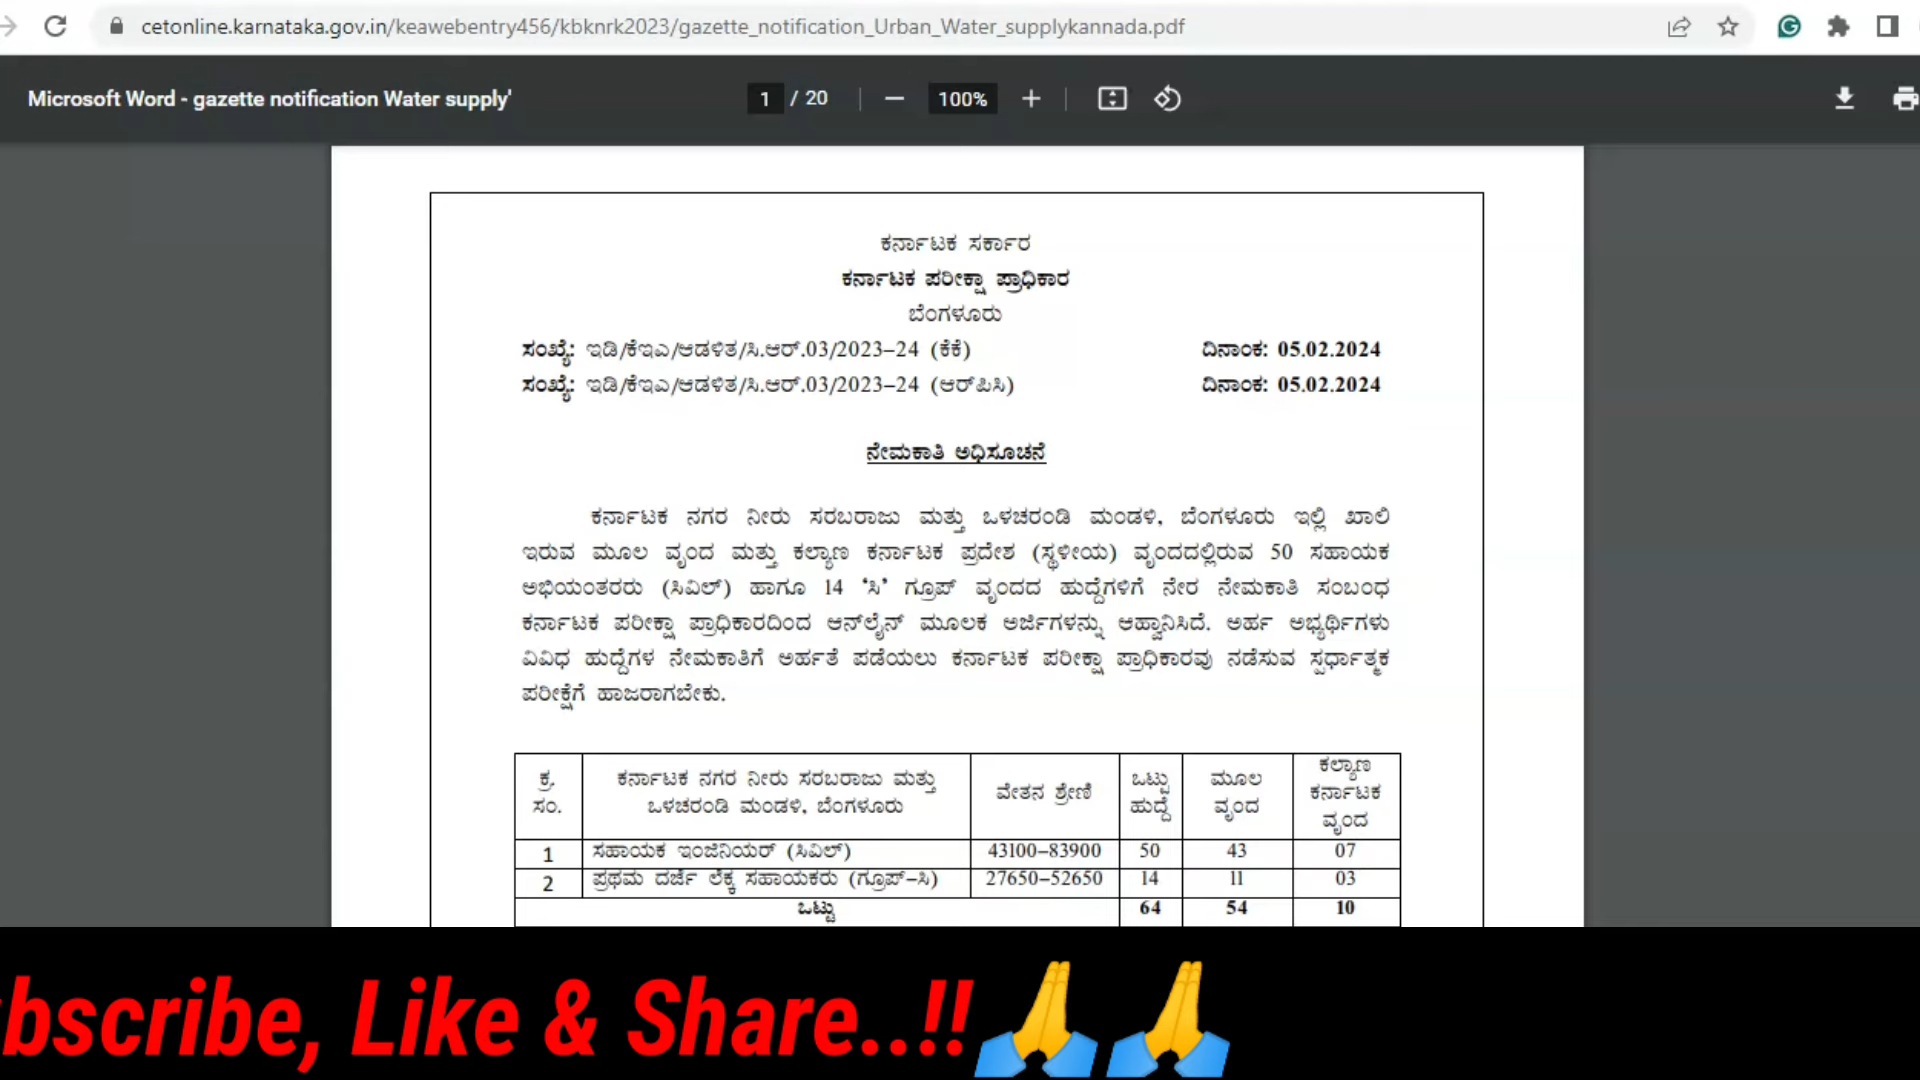 cetonline.karnataka.gov.in/keawebentry456/kbknrk2023/gazette_notification_Urban_Water_supplykannada.pdf
Microsoft Word - gazette notification Water supply' 1 / 20 100%
ಕರ್ನಾಟಕ ಸರ್ಕಾರ
ಕರ್ನಾಟಕ ಪರೀಕ್ಷಾ ಪ್ರಾಧಿಕಾರ
ಬೆಂಗಳೂರು
ಸಂಖ್ಯೆ: ಇಡಿ/ಕೆಇಎ/ಆಡಳಿತ/ಸಿ.ಆರ್.03/2023–24 (ಕೆಕೆ) ದಿನಾಂಕ: 05.02.2024
ಸಂಖ್ಯೆ: ಇಡಿ/ಕೆಇಎ/ಆಡಳಿತ/ಸಿ.ಆರ್.03/2023–24 (ಆರ್‌ಪಿಸಿ) ದಿನಾಂಕ: 05.02.2024
ನೇಮಕಾತಿ ಅಧಿಸೂಚನೆ
ಕರ್ನಾಟಕ ನಗರ ನೀರು ಸರಬರಾಜು ಮತ್ತು ಒಳಚರಂಡಿ ಮಂಡಳಿ, ಬೆಂಗಳೂರು ಇಲ್ಲಿ ಖಾಲಿ
ಇರುವ ಮೂಲ ವೃಂದ ಮತ್ತು ಕಲ್ಯಾಣ ಕರ್ನಾಟಕ ಪ್ರದೇಶ (ಸ್ಥಳೀಯ) ವೃಂದದಲ್ಲಿರುವ 50 ಸಹಾಯಕ
ಅಭಿಯಂತರರು (ಸಿವಿಲ್) ಹಾಗೂ 14 ‘ಸಿ’ ಗ್ರೂಪ್ ವೃಂದದ ಹುದ್ದೆಗಳಿಗೆ ನೇರ ನೇಮಕಾತಿ ಸಂಬಂಧ
ಕರ್ನಾಟಕ ಪರೀಕ್ಷಾ ಪ್ರಾಧಿಕಾರದಿಂದ ಆನ್‌ಲೈನ್ ಮೂಲಕ ಅರ್ಜಿಗಳನ್ನು ಆಹ್ವಾನಿಸಿದೆ. ಅರ್ಹ ಅಭ್ಯರ್ಥಿಗಳು
ವಿವಿಧ ಹುದ್ದೆಗಳ ನೇಮಕಾತಿಗೆ ಅರ್ಹತೆ ಪಡೆಯಲು ಕರ್ನಾಟಕ ಪರೀಕ್ಷಾ ಪ್ರಾಧಿಕಾರವು ನಡೆಸುವ ಸ್ಪರ್ಧಾತ್ಮಕ
ಪರೀಕ್ಷೆಗೆ ಹಾಜರಾಗಬೇಕು.
ಕ್ರ. ಸಂ. ಕರ್ನಾಟಕ ನಗರ ನೀರು ಸರಬರಾಜು ಮತ್ತು ಒಳಚರಂಡಿ ಮಂಡಳಿ, ಬೆಂಗಳೂರು ವೇತನ ಶ್ರೇಣಿ ಒಟ್ಟು ಹುದ್ದೆ ಮೂಲ ವೃಂದ ಕಲ್ಯಾಣ ಕರ್ನಾಟಕ ವೃಂದ
1 ಸಹಾಯಕ ಇಂಜಿನಿಯರ್ (ಸಿವಿಲ್) 43100–83900 50 43 07
2 ಪ್ರಥಮ ದರ್ಜೆ ಲೆಕ್ಕ ಸಹಾಯಕರು (ಗ್ರೂಪ್–ಸಿ) 27650–52650 14 11 03
ಒಟ್ಟು 64 54 10
bscribe, Like & Share..!!